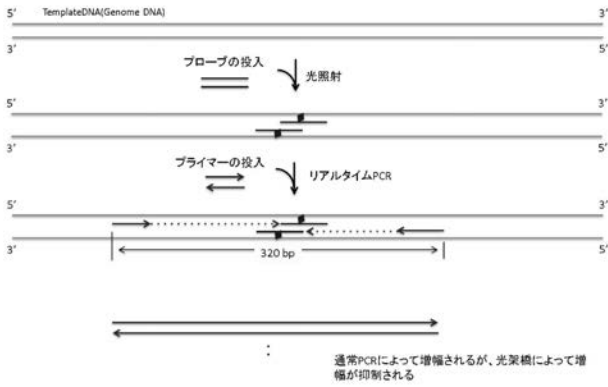 5' TemplateDNA(Genome DNA) 3'
3' 5'
プローブの投入 光照射
5' 3'
3' 5'
プライマーの投入 リアルタイムPCR
5' 3'
3' 5'
320 bp
:
通常PCRによって増幅されるが、光架橋によって増
幅が抑制される